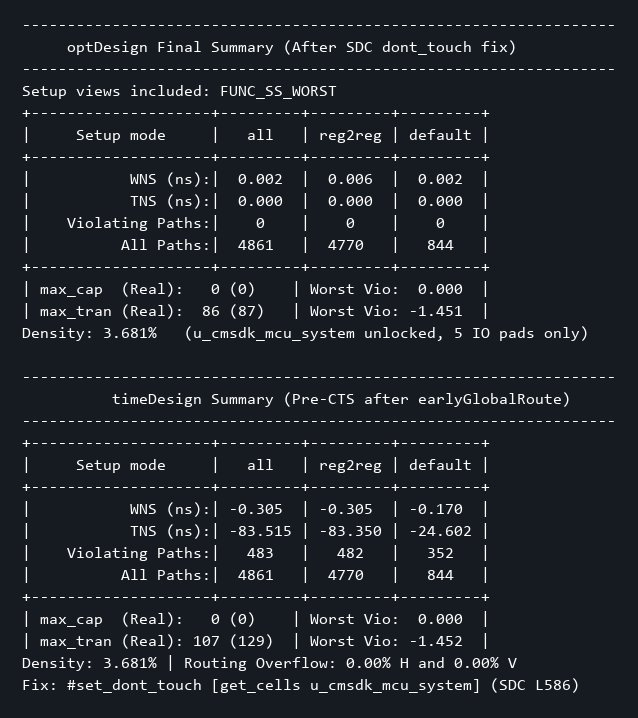 ------------------------------------------------------------------
     optDesign Final Summary (After SDC dont_touch fix)
------------------------------------------------------------------
Setup views included: FUNC_SS_WORST
+--------------------+---------+---------+---------+
|     Setup mode     |   all   | reg2reg | default |
+--------------------+---------+---------+---------+
|           WNS (ns):|  0.002  |  0.006  |  0.002  |
|           TNS (ns):|  0.000  |  0.000  |  0.000  |
|    Violating Paths:|    0    |    0    |    0    |
|          All Paths:|  4861   |  4770   |   844   |
+--------------------+---------+---------+---------+
| max_cap  (Real):   0 (0)    | Worst Vio:  0.000  |
| max_tran (Real):  86 (87)   | Worst Vio: -1.451  |
Density: 3.681%   (u_cmsdk_mcu_system unlocked, 5 IO pads only)
------------------------------------------------------------------
          timeDesign Summary (Pre-CTS after earlyGlobalRoute)
------------------------------------------------------------------
+--------------------+---------+---------+---------+
|     Setup mode     |   all   | reg2reg | default |
+--------------------+---------+---------+---------+
|           WNS (ns):| -0.305  | -0.305  | -0.170  |
|           TNS (ns):| -83.515 | -83.350 | -24.602 |
|    Violating Paths:|   483   |   482   |   352   |
|          All Paths:|  4861   |  4770   |   844   |
+--------------------+---------+---------+---------+
| max_cap  (Real):   0 (0)    | Worst Vio:  0.000  |
| max_tran (Real): 107 (129)  | Worst Vio: -1.452  |
Density: 3.681% | Routing Overflow: 0.00% H and 0.00% V
Fix: #set_dont_touch [get_cells u_cmsdk_mcu_system] (SDC L586)